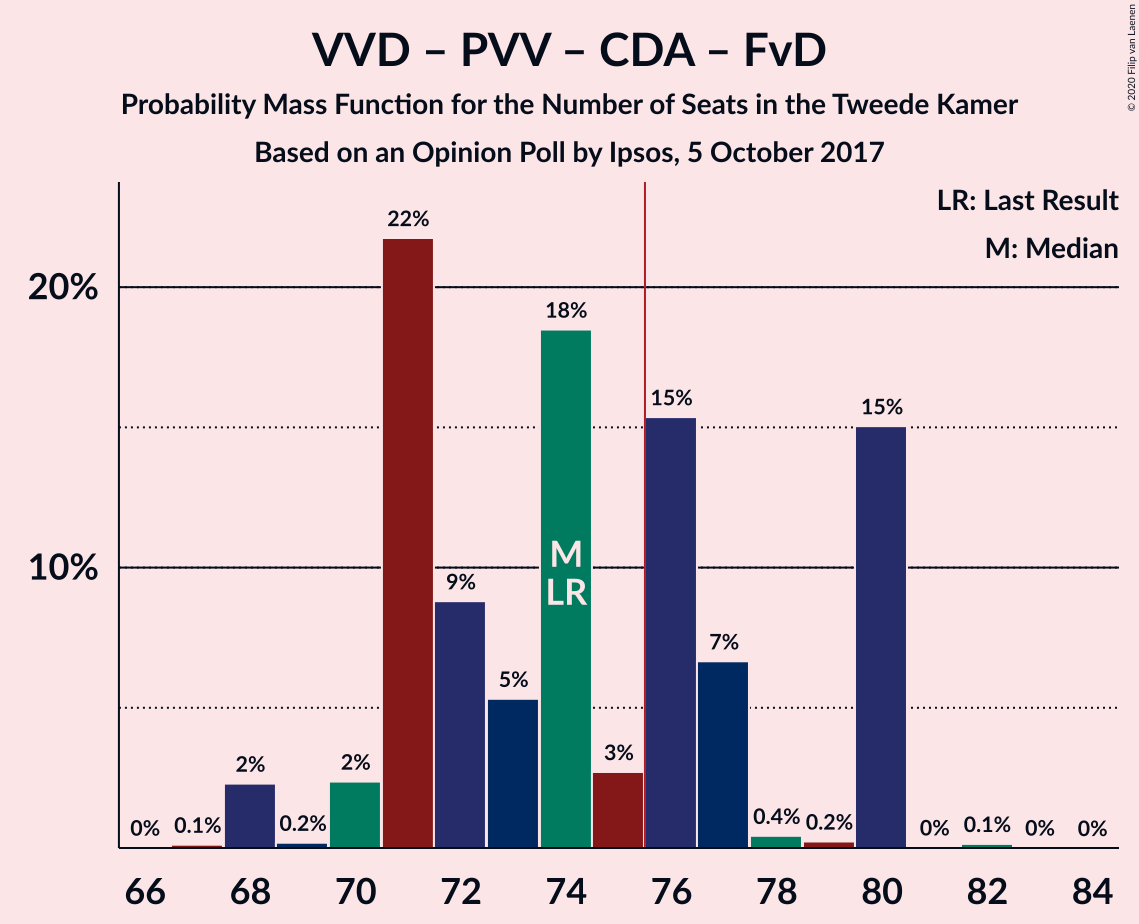 VVD – PVV – CDA – FvD
Probability Mass Function for the Number of Seats in the Tweede Kamer
Based on an Opinion Poll by Ipsos, 5 October 2017
© 2020 Filip van Laenen
LR: Last Result
M: Median
20%
10%
0%
0.1%
2%
0.2%
2%
22%
9%
5%
18%
3%
15%
7%
0.4%
0.2%
15%
0%
0.1%
0%
0%
M
LR
66 68 70 72 74 76 78 80 82 84